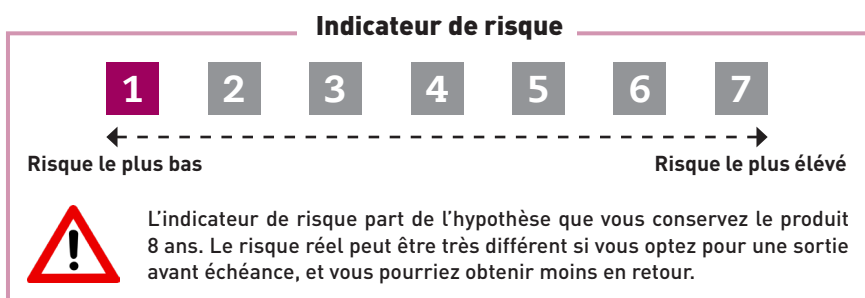 Indicateur de risque
1 2 3 4 5 6 7
Risque le plus bas Risque le plus élévé
L'indicateur de risque part de l'hypothèse que vous conservez le produit
8 ans. Le risque réel peut être très différent si vous optez pour une sortie
avant échéance, et vous pourriez obtenir moins en retour.